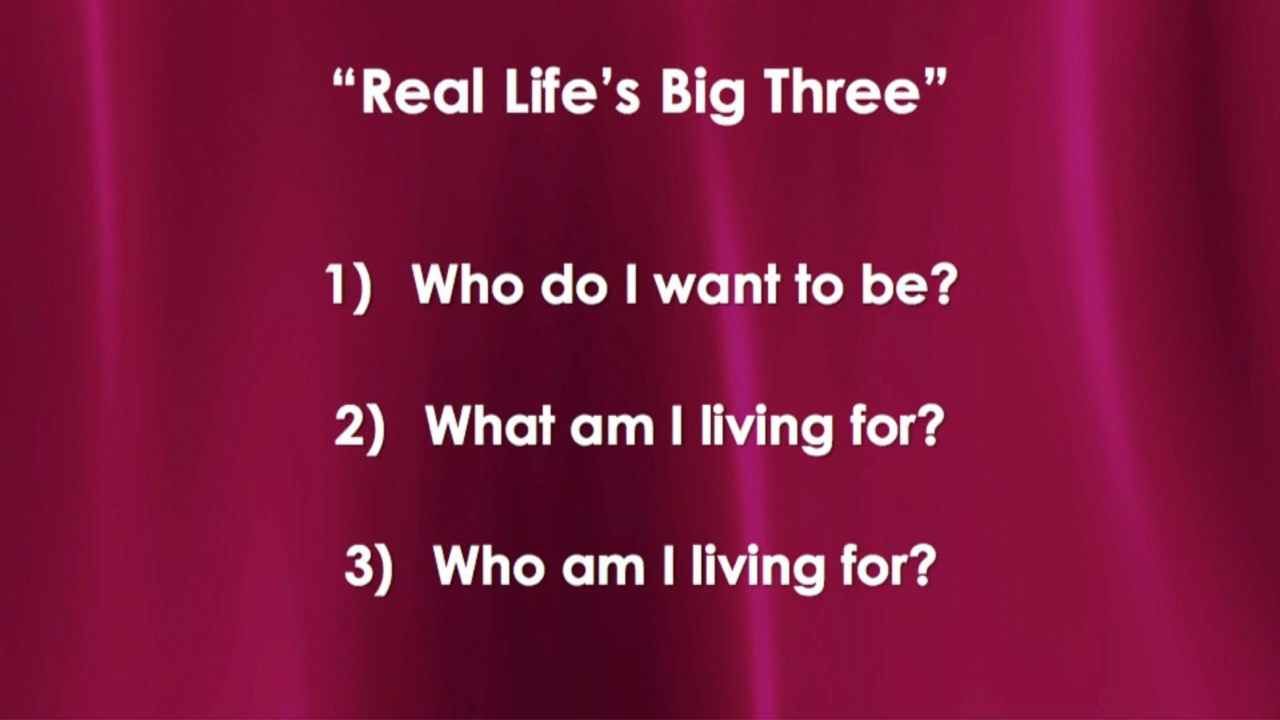 “Real Life’s Big Three”
1) Who do I want to be?
2) What am I living for?
3) Who am I living for?